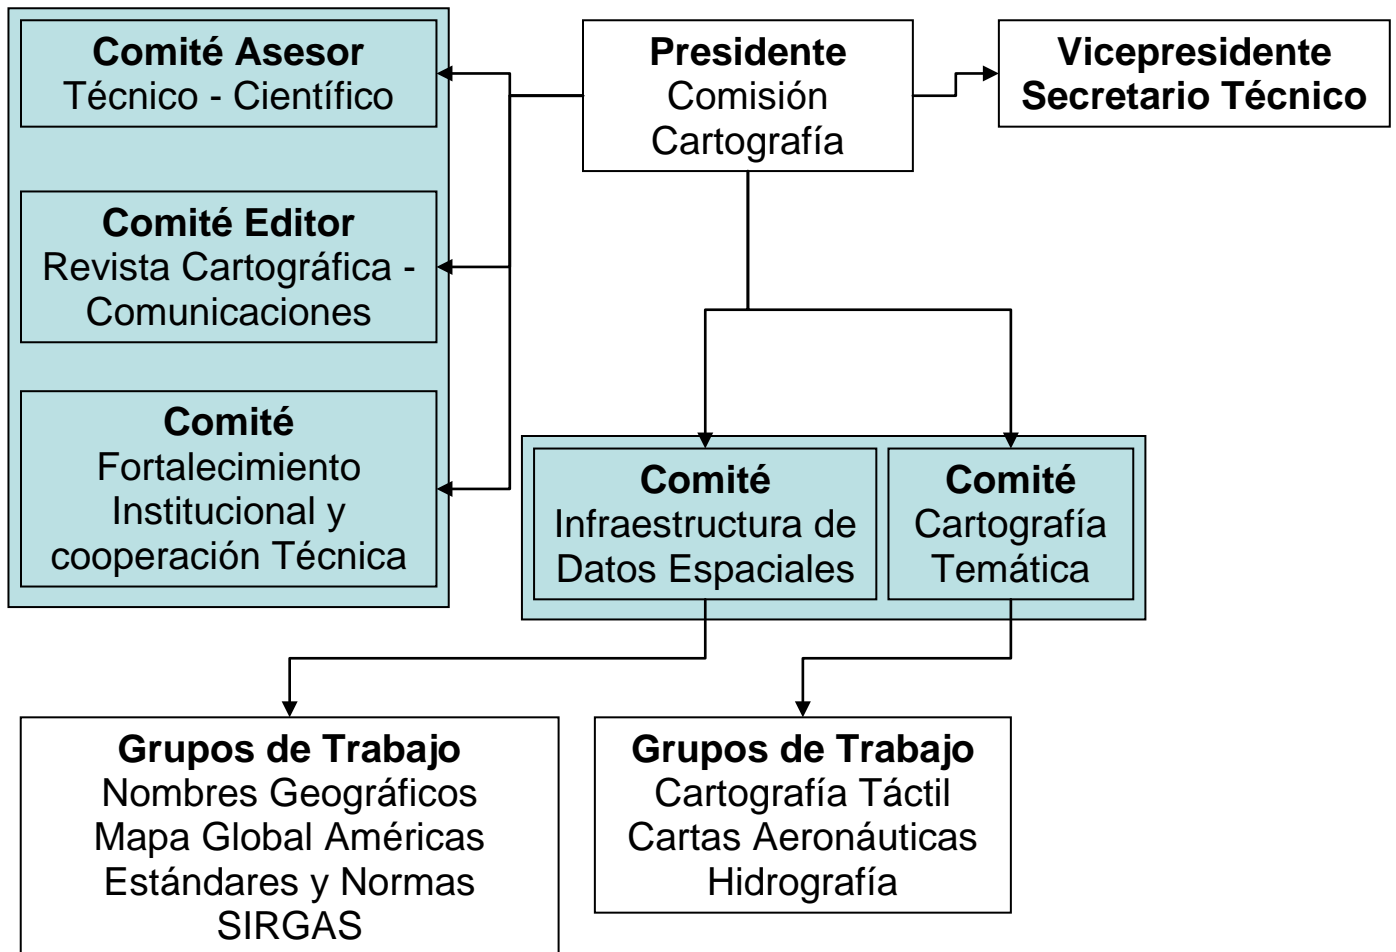 Comité Asesor
Técnico - Científico
Presidente
Comisión
Cartografía
Vicepresidente
Secretario Técnico
Comité Editor
Revista Cartográfica -
Comunicaciones
Comité
Fortalecimiento
Institucional y
cooperación Técnica
Comité
Infraestructura de
Datos Espaciales
Comité
Cartografía
Temática
Grupos de Trabajo
Nombres Geográficos
Mapa Global Américas
Estándares y Normas
SIRGAS
Grupos de Trabajo
Cartografía Táctil
Cartas Aeronáuticas
Hidrografía